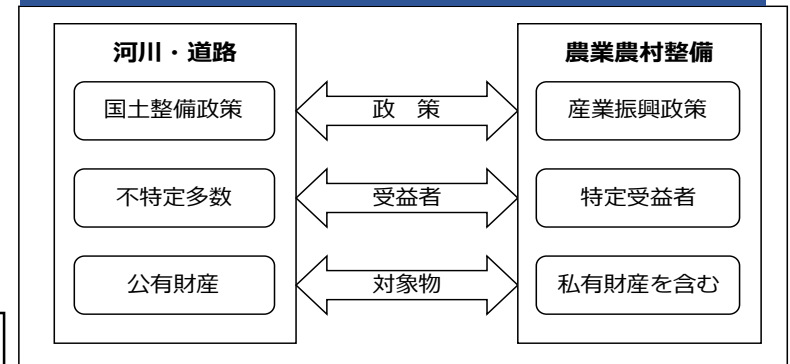 河川・道路 農業農村整備
国土整備政策 政　策 産業振興政策
不特定多数 受益者 特定受益者
公有財産 対象物 私有財産を含む